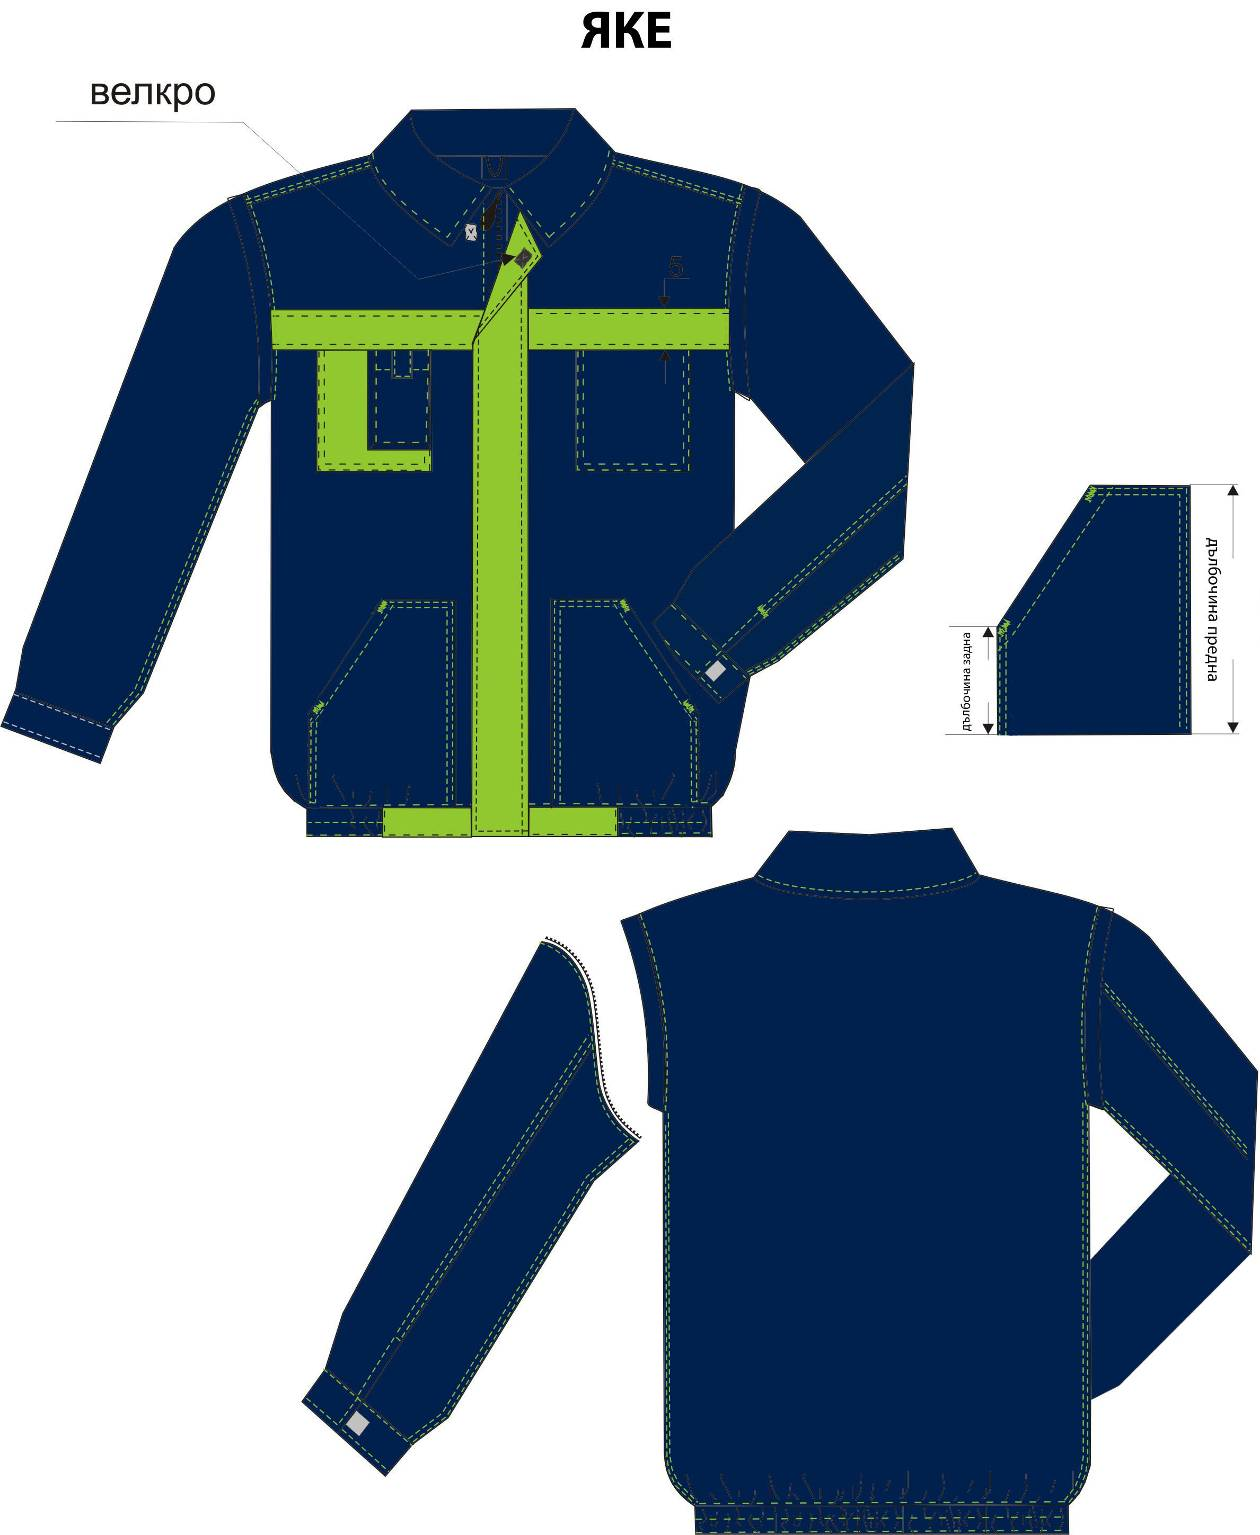 ЯКЕ
велкро
5
дълбочина задна
дълбочина предна